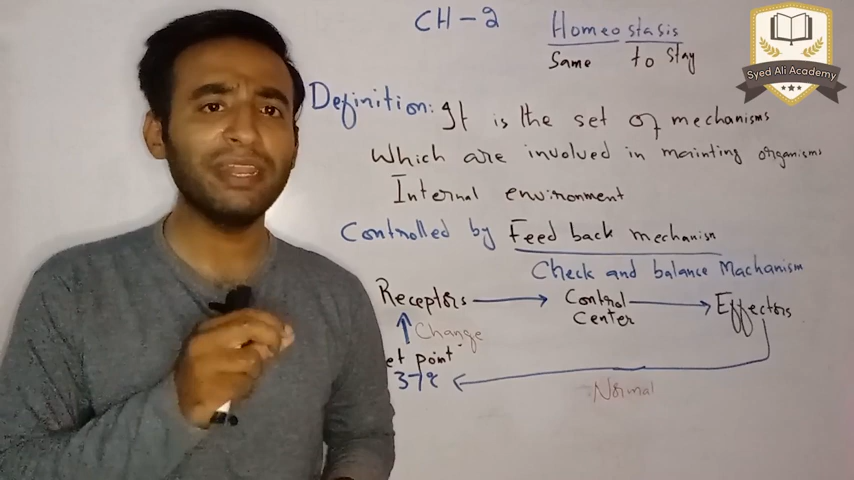 CH-2
Homeostasis
Same to stay
Syed Ali Academy
Definition: It is the set of mechanisms
Which are involved in mainting organisms
Internal environment
Controlled by Feed back mechanism
Check and balance Machanism
Receptors Control Center Effectors
Change
et point
37°C
Normal